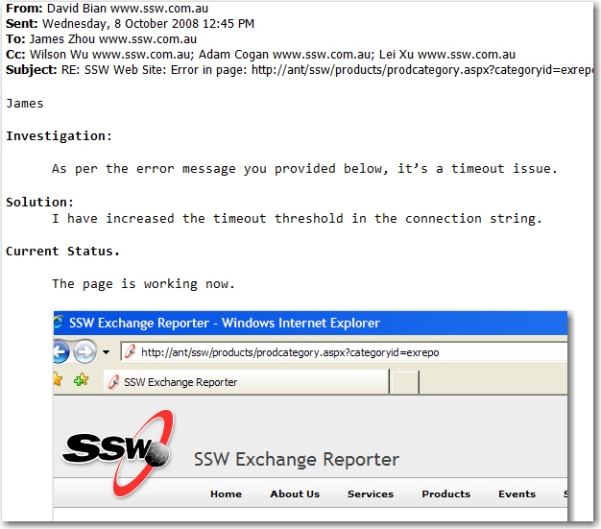 From: David Bian www.ssw.com.au
Sent: Wednesday, 8 October 2008 12:45 PM
To: James Zhou www.ssw.com.au
Cc: Wilson Wu www.ssw.com.au; Adam Cogan www.ssw.com.au; Lei Xu www.ssw.com.au
Subject: RE: SSW Web Site: Error in page: http://ant/ssw/products/prodcategory.aspx?categoryid=exrepo
James
Investigation:
As per the error message you provided below, it’s a timeout issue.
Solution:
I have increased the timeout threshold in the connection string.
Current Status.
The page is working now.
SSW Exchange Reporter - Windows Internet Explorer
http://ant/ssw/products/prodcategory.aspx?categoryid=exrepo
SSW Exchange Reporter
SSW
SSW Exchange Reporter
Home About Us Services Products Events S